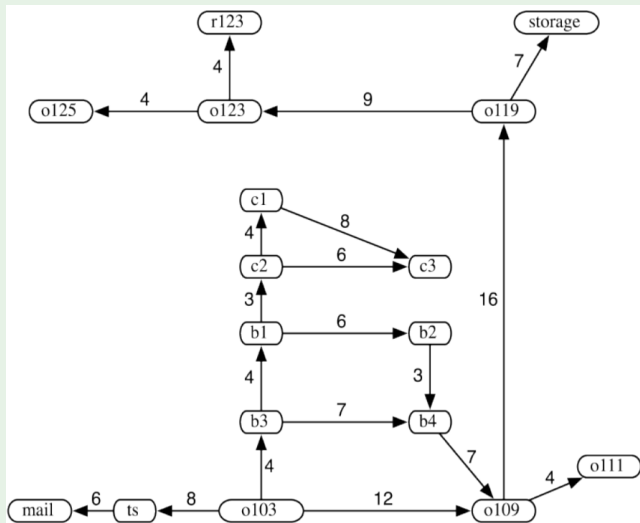 r123 storage
4 7
o125 4 o123 9 o119
c1
4 8
c2 6 c3
3 16
b1 6 b2
4 3
b3 7 b4
4 7 4 o111
mail 6 ts 8 o103 12 o109